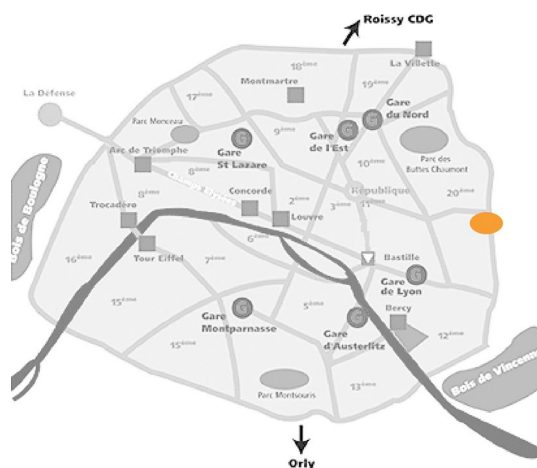 Roissy CDG
La Villette
18ème
19ème
Montmartre
La Défense
17ème
Gare
du Nord
Parc Monceau
9ème
Gare
de l'Est
Arc de Triomphe
Gare
St Lazare
8ème
10ème
Parc des
Buttes Chaumont
Bois de Boulogne
8ème
Champs Elysées
Concorde
2ème
République
20ème
Trocadéro
3ème
11ème
Louvre
6ème
16ème
Tour Eiffel
7ème
Bastille
Gare
de Lyon
15ème
5ème
Bercy
Gare
Montparnasse
15ème
Gare
d'Austerlitz
12ème
Bois de Vincenn
13ème
Parc Montsouris
Orly